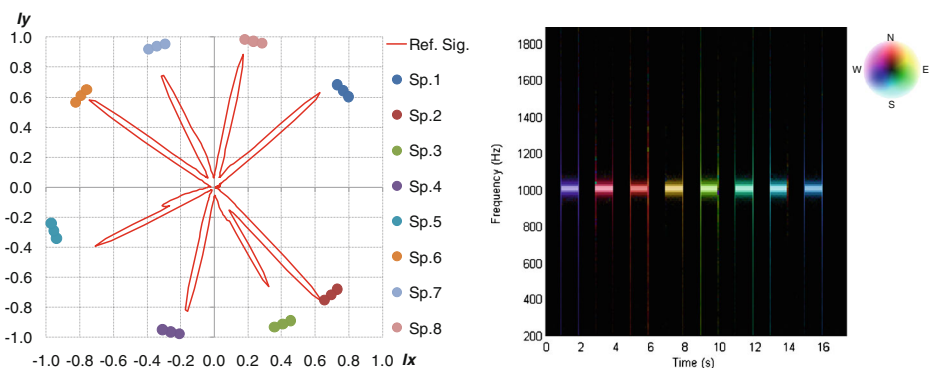 Iy
1.0
0.8
0.6
0.4
0.2
0.0
-0.2
-0.4
-0.6
-0.8
-1.0
-1.0 -0.8 -0.6 -0.4 -0.2 0.0 0.2 0.4 0.6 0.8 1.0
Ix
Ref. Sig.
Sp.1
Sp.2
Sp.3
Sp.4
Sp.5
Sp.6
Sp.7
Sp.8
Frequency (Hz)
1800
1600
1400
1200
1000
800
600
400
200
0 2 4 6 8 10 12 14 16
Time (s)
N
W E
S